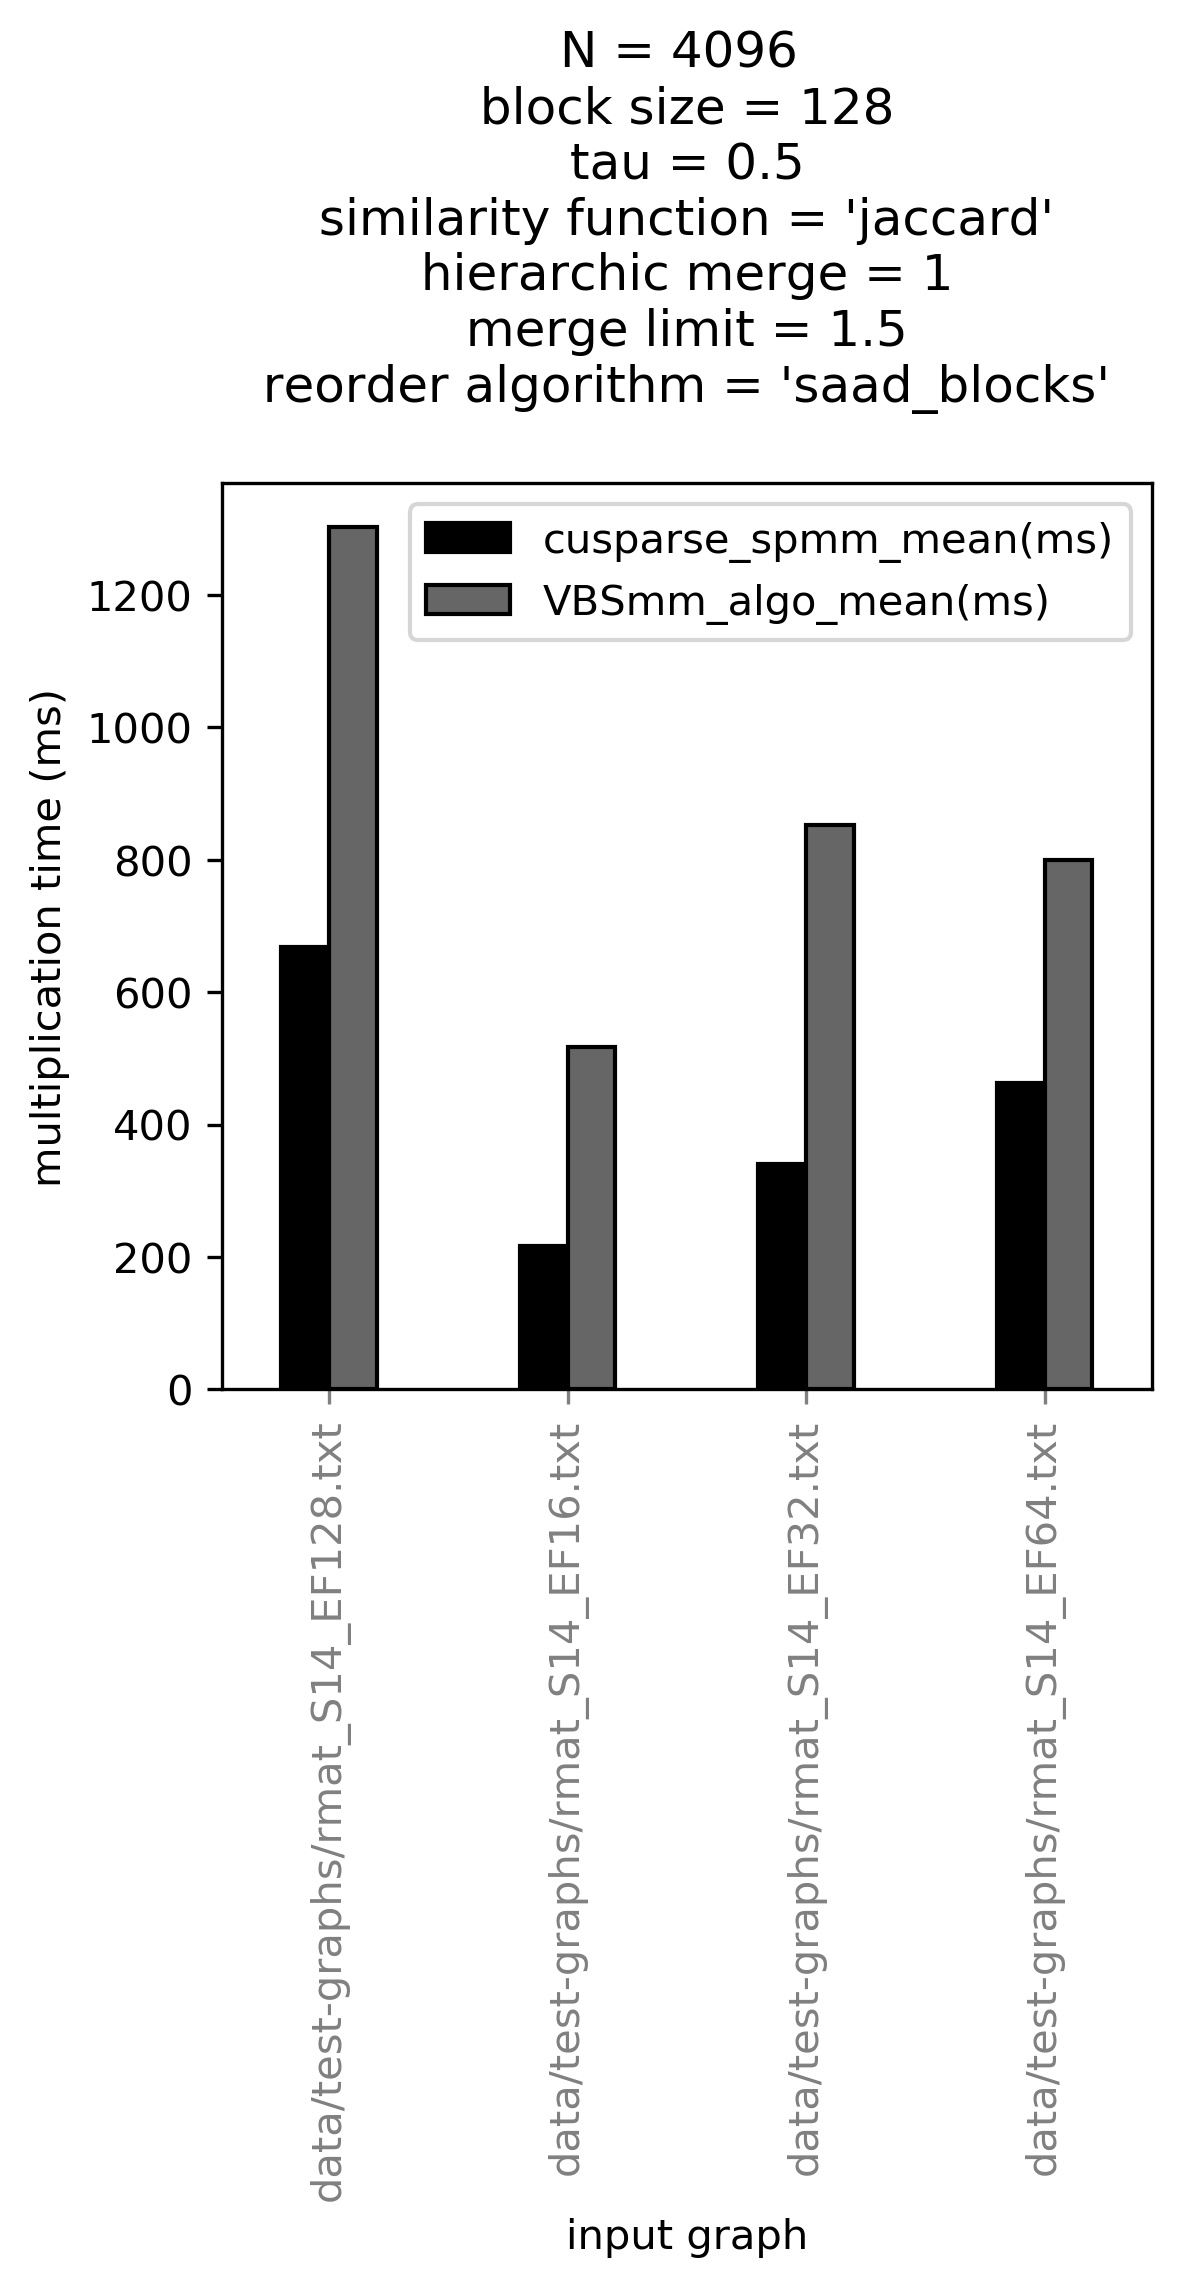 N = 4096
block size = 128
tau = 0.5
similarity function = 'jaccard'
hierarchic merge = 1
merge limit = 1.5
reorder algorithm = 'saad_blocks'
cusparse_spmm_mean(ms)
VBSmm_algo_mean(ms)
multiplication time (ms)
1200
1000
800
600
400
200
0
data/test-graphs/rmat_S14_EF128.txt
data/test-graphs/rmat_S14_EF16.txt
data/test-graphs/rmat_S14_EF32.txt
data/test-graphs/rmat_S14_EF64.txt
input graph